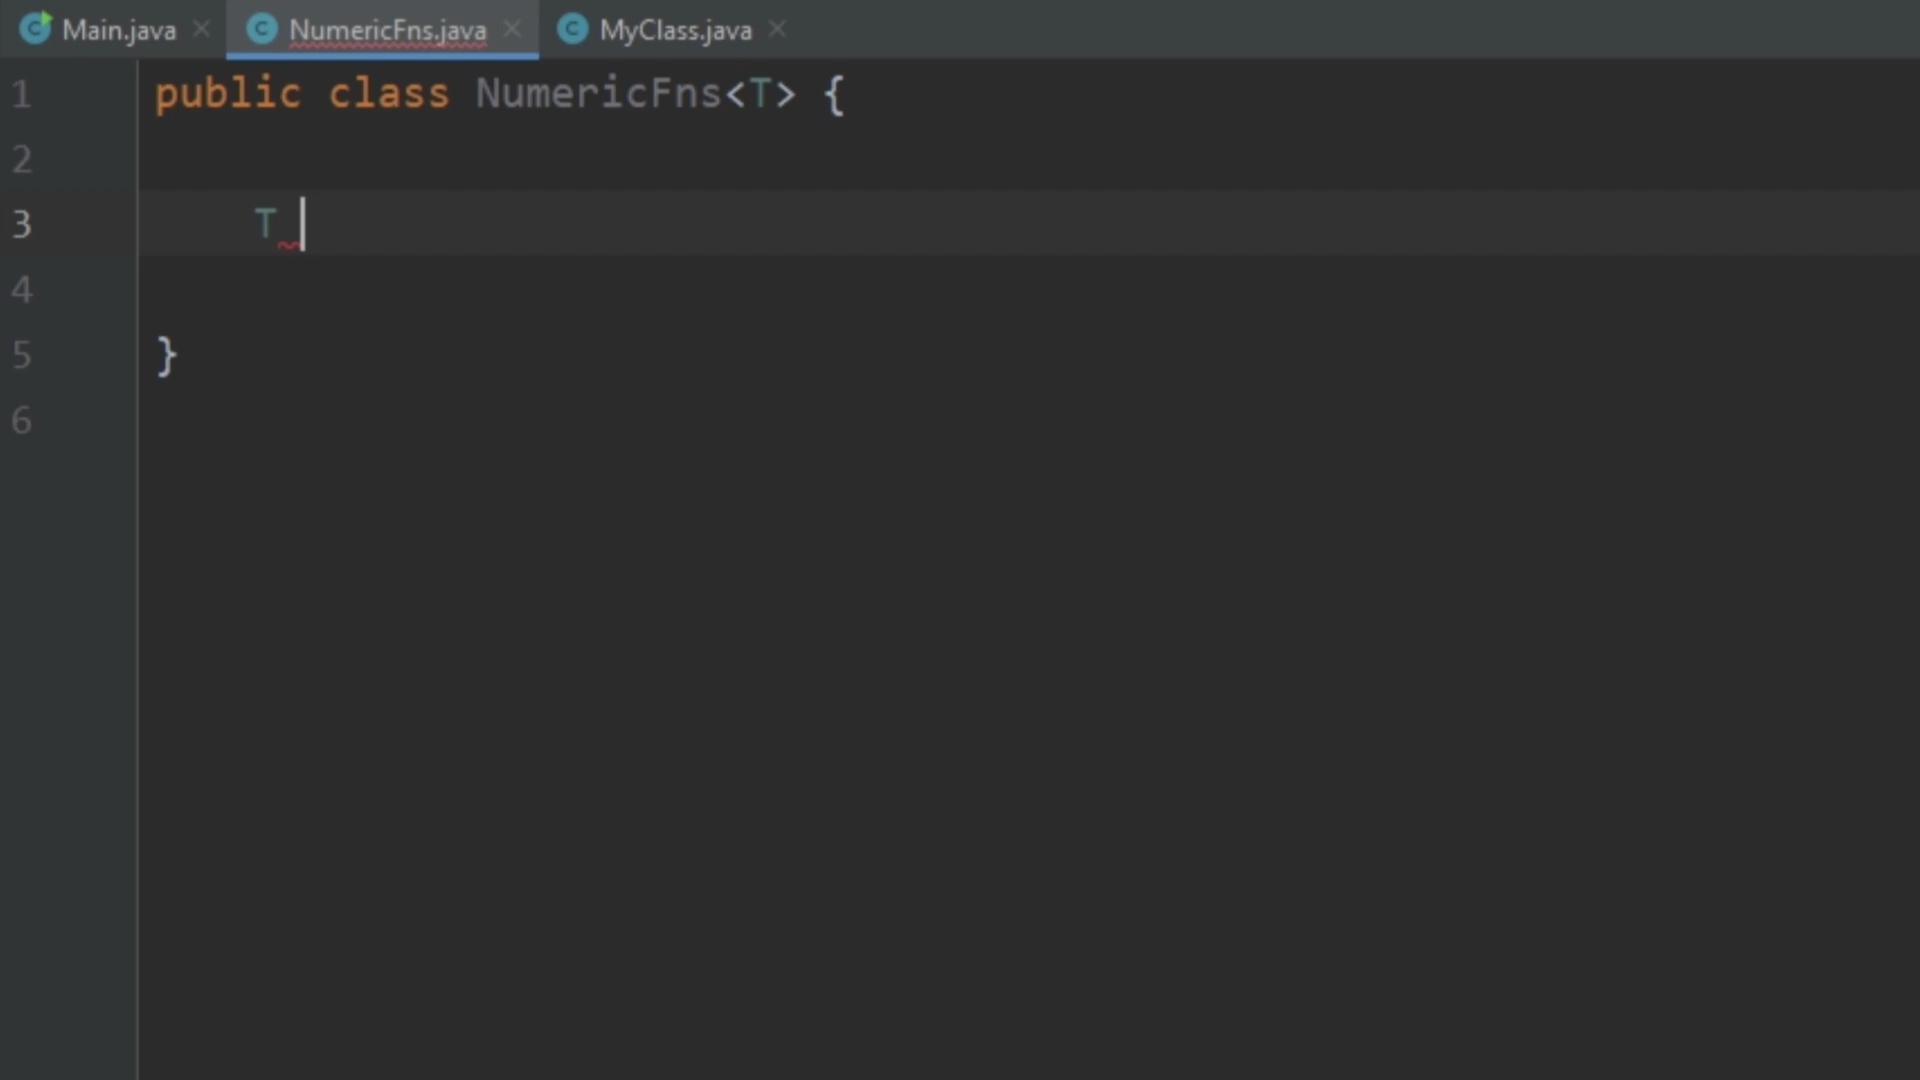 Main.java NumericFns.java MyClass.java
1 public class NumericFns<T> {
2
3 T
4
5 }
6